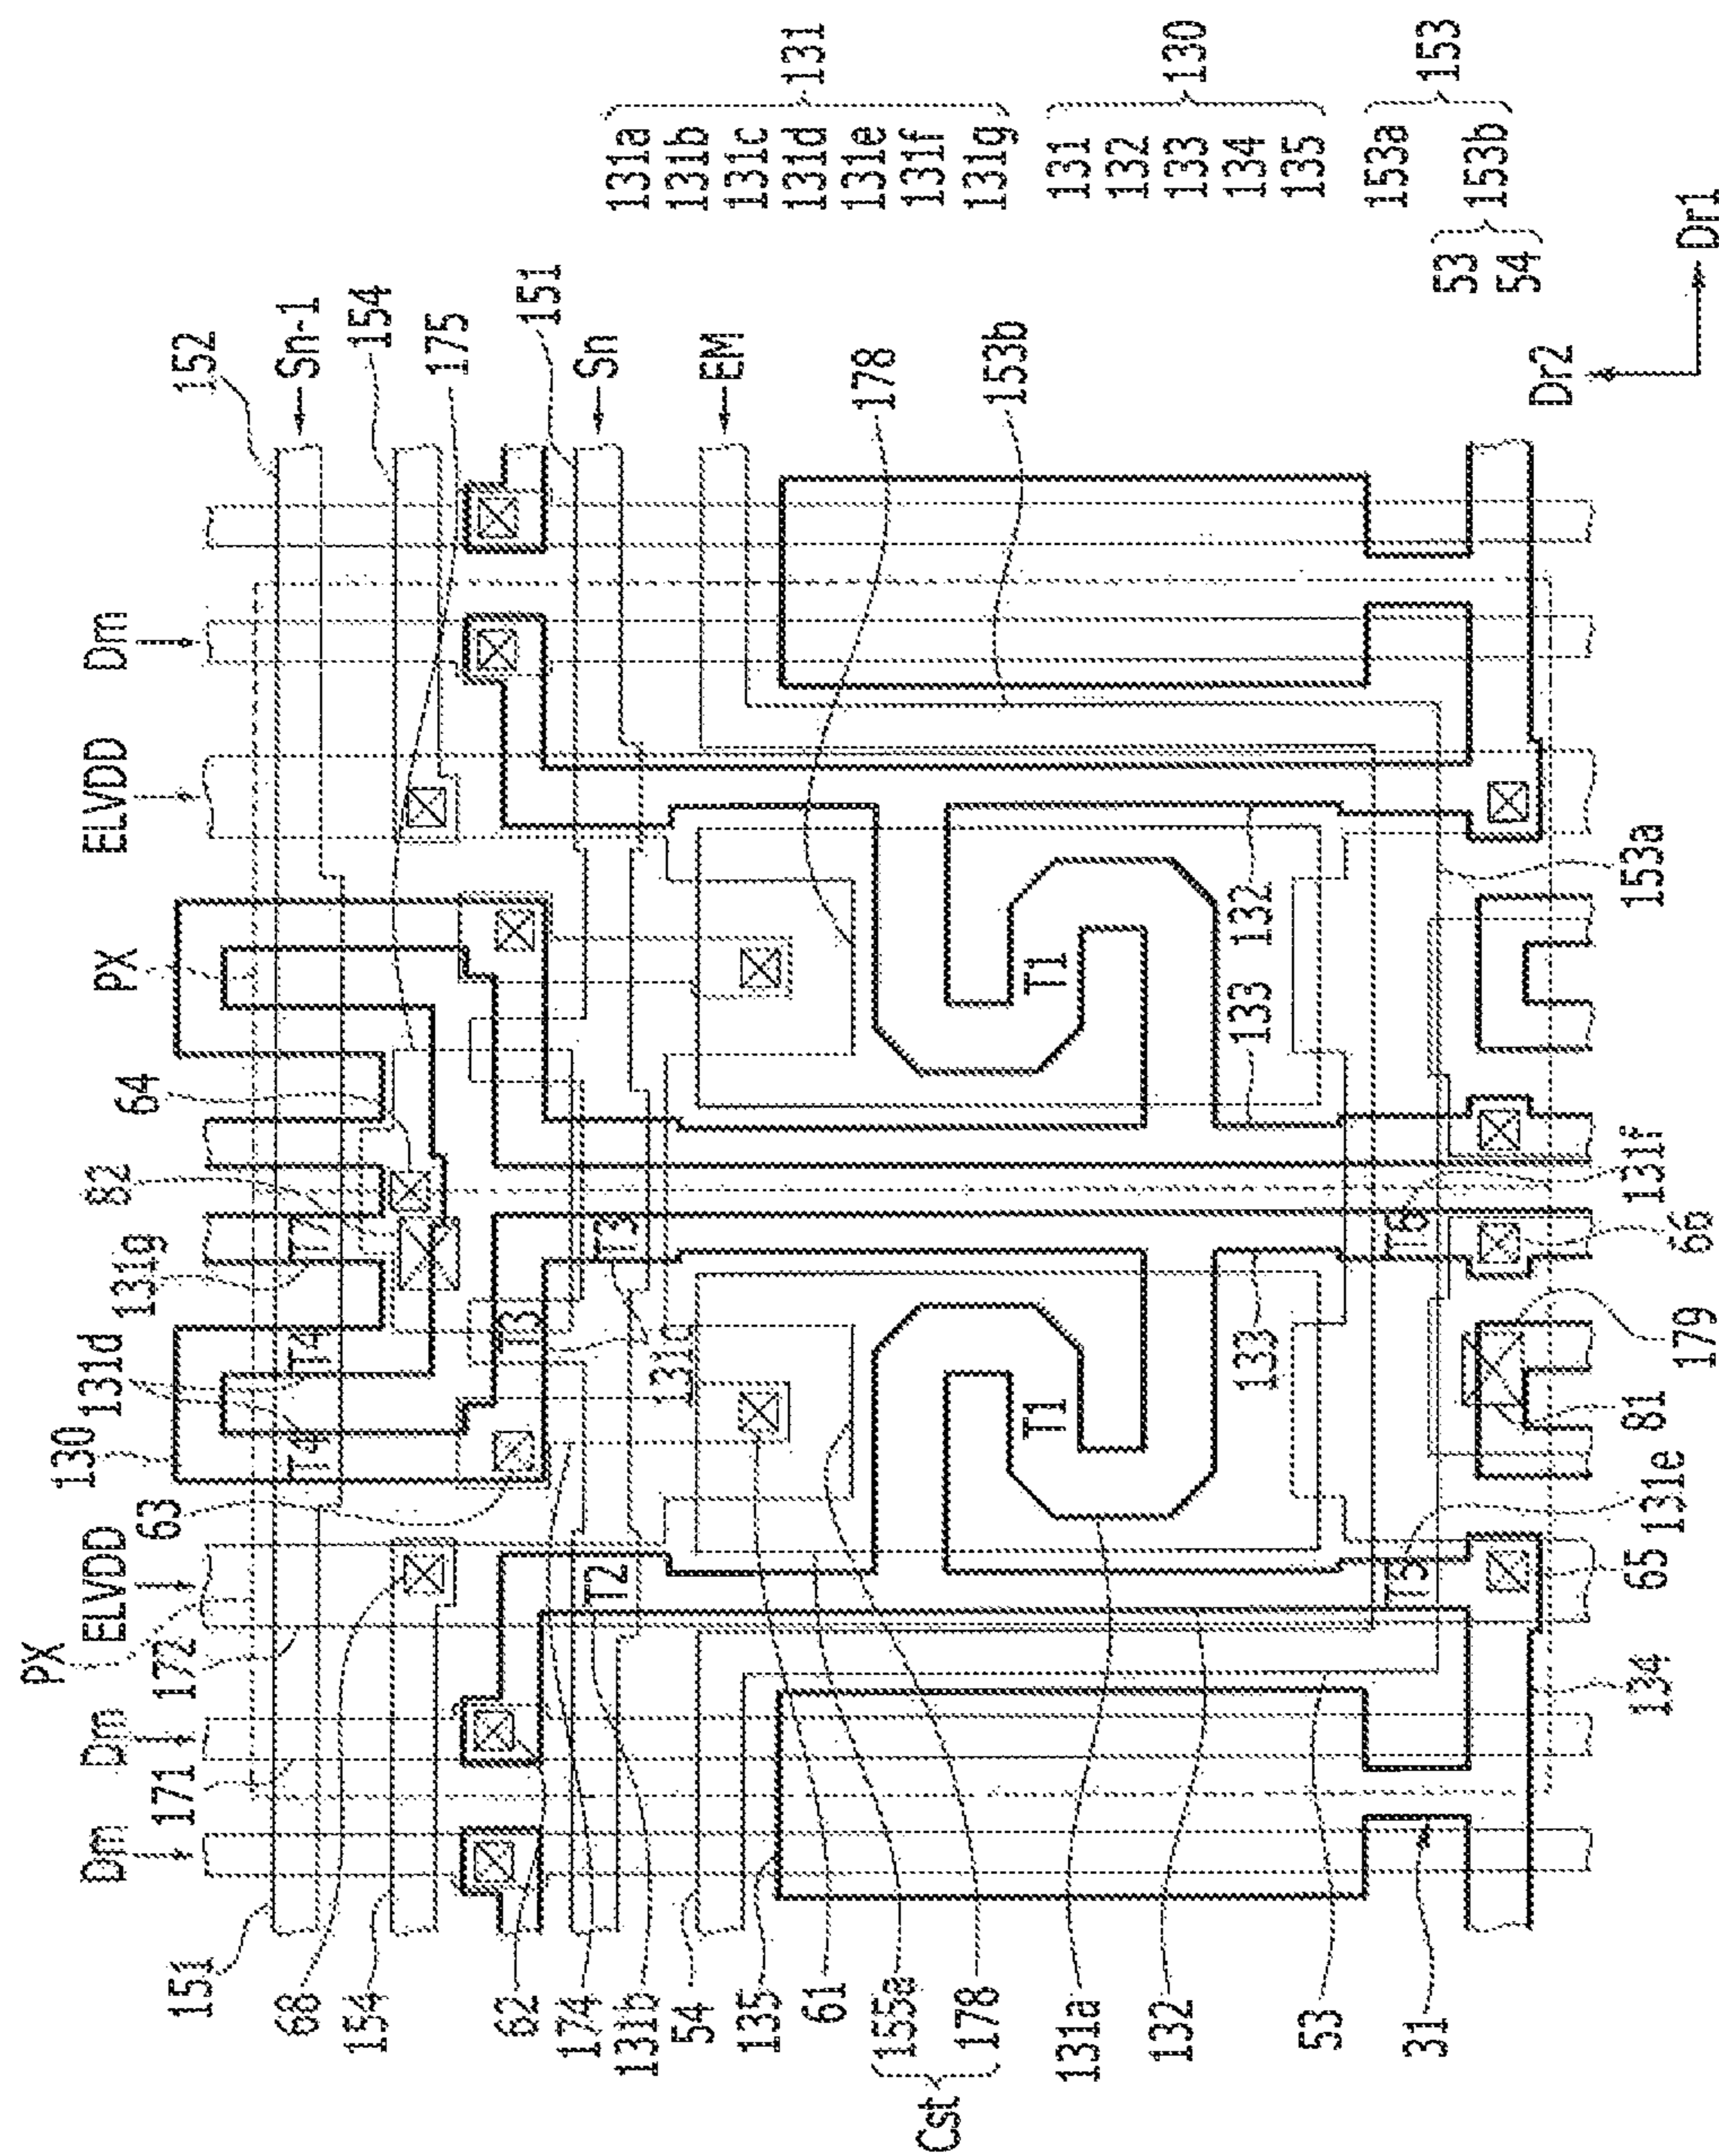 Dm
171
Dm
172
PX
ELVDD
63
130
131d
131g
82
64
PX
ELVDD
Dm
151
68
154
62
174
131b
54
135
61
Cst
155a
178
131a
132
53
31
T4
T4
T7
T3
T3
T2
131c
T1
T1
133
133
132
T5
T6
134
65
131e
81
179
66
131f
153a
152
Sn-1
154
175
151
Sn
EM
178
153b
131a
131b
131c
131d
131e
131f
131g
131
131
132
133
134
135
130
153a
153b
153
53
54
Dr2
Dr1